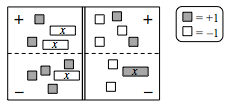 + +
x
x
x x
− −
= +1
= −1